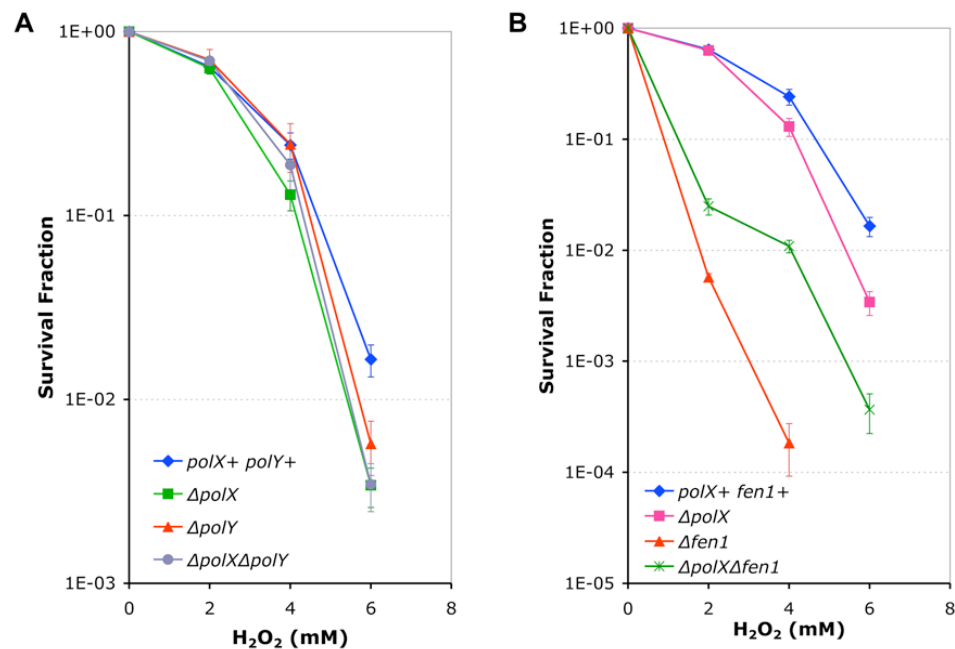 A
1E+00
1E-01
1E-02
1E-03
Survival Fraction
0
2
4
6
8
H₂O₂ (mM)
polX+ polY+
ΔpolX
ΔpolY
ΔpolXΔpolY
B
1E+00
1E-01
1E-02
1E-03
1E-04
1E-05
Survival Fraction
0
2
4
6
8
H₂O₂ (mM)
polX+ fen1+
ΔpolX
Δfen1
ΔpolXΔfen1